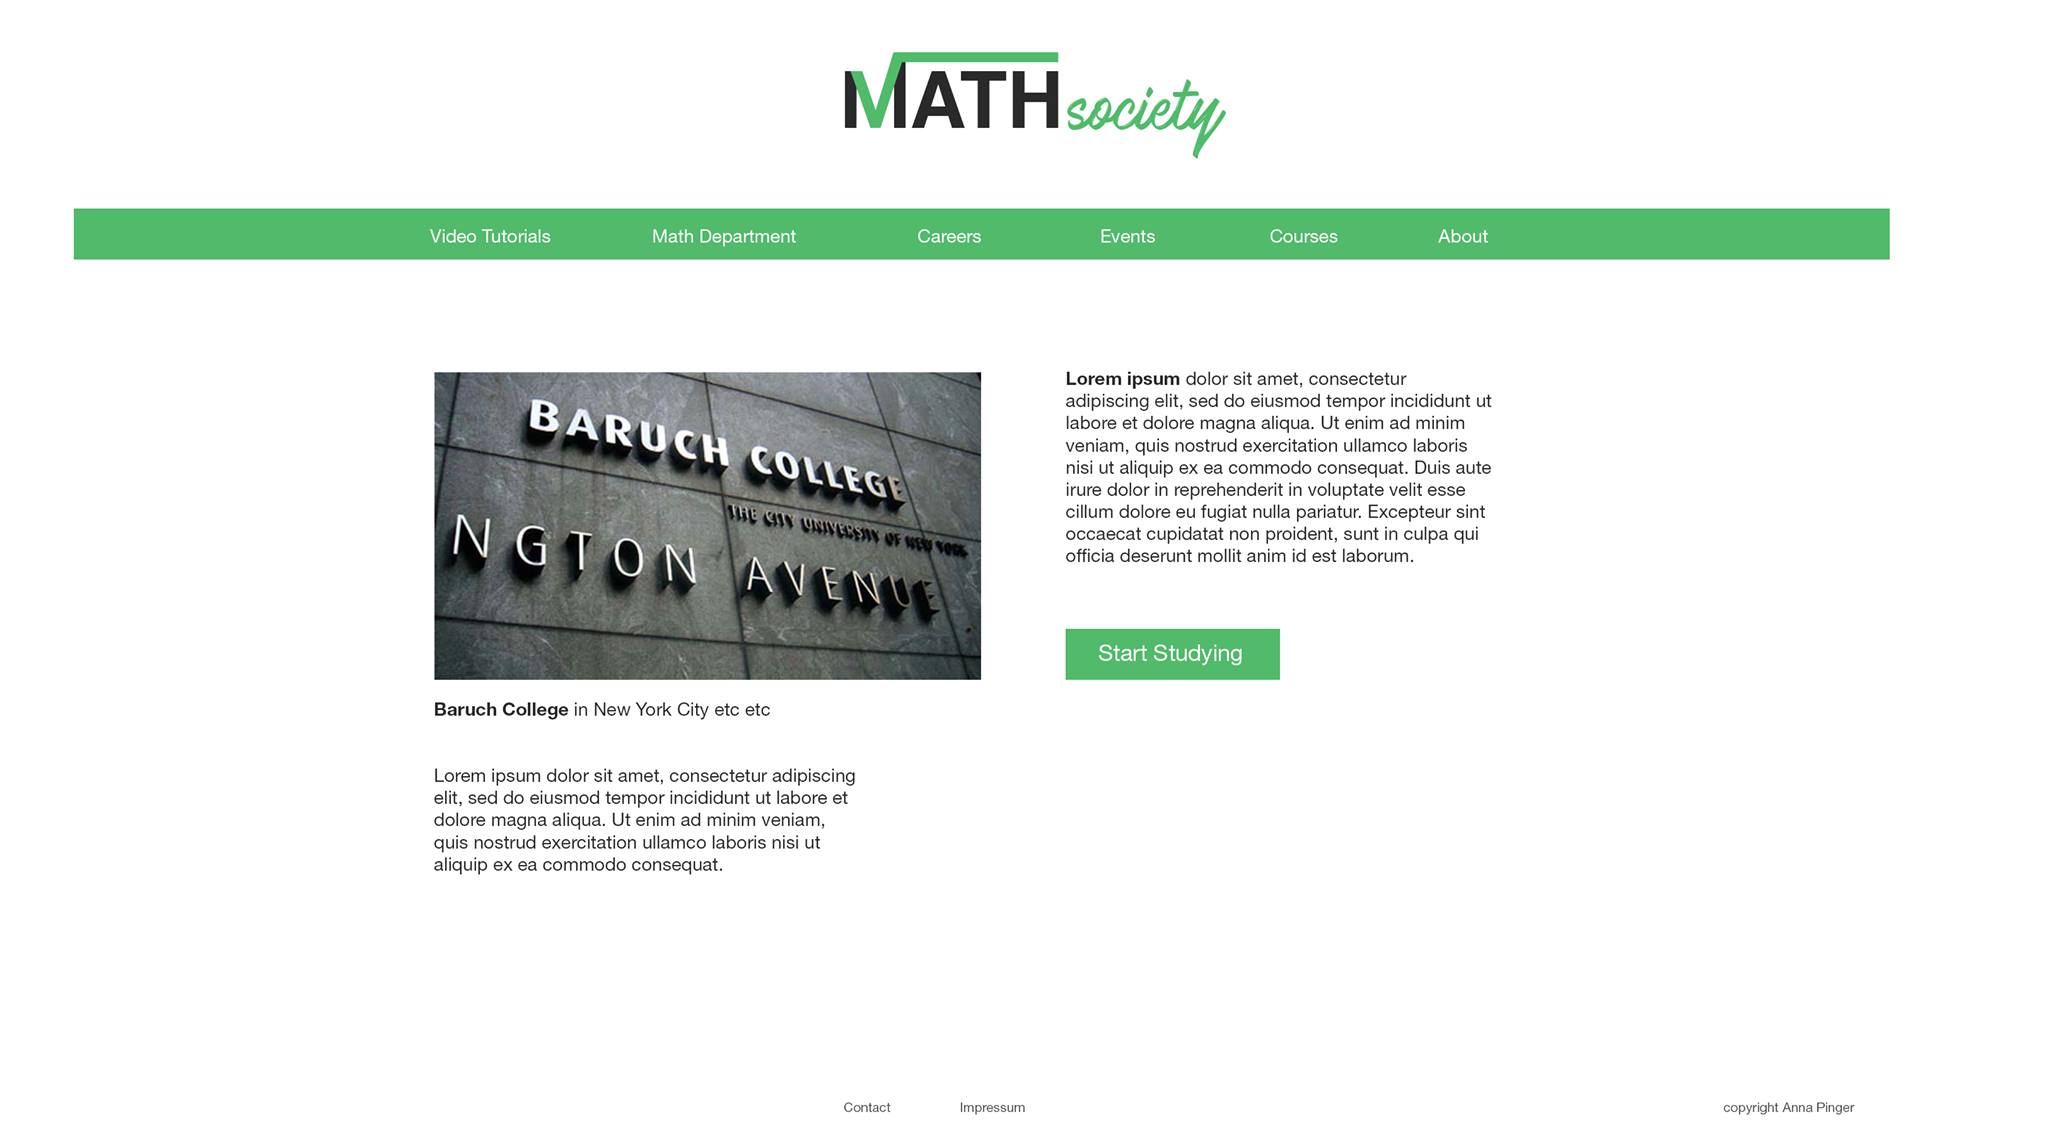 MATH society
Video Tutorials Math Department Careers Events Courses About
BARUCH COLLEGE
THE CITY UNIVERSITY OF NEW YORK
NGTON AVENUE
Baruch College in New York City etc etc
Lorem ipsum dolor sit amet, consectetur adipiscing
elit, sed do eiusmod tempor incididunt ut labore et
dolore magna aliqua. Ut enim ad minim veniam,
quis nostrud exercitation ullamco laboris nisi ut
aliquip ex ea commodo consequat.
Lorem ipsum dolor sit amet, consectetur
adipiscing elit, sed do eiusmod tempor incididunt ut
labore et dolore magna aliqua. Ut enim ad minim
veniam, quis nostrud exercitation ullamco laboris
nisi ut aliquip ex ea commodo consequat. Duis aute
irure dolor in reprehenderit in voluptate velit esse
cillum dolore eu fugiat nulla pariatur. Excepteur sint
occaecat cupidatat non proident, sunt in culpa qui
officia deserunt mollit anim id est laborum.
Start Studying
Contact Impressum copyright Anna Pinger